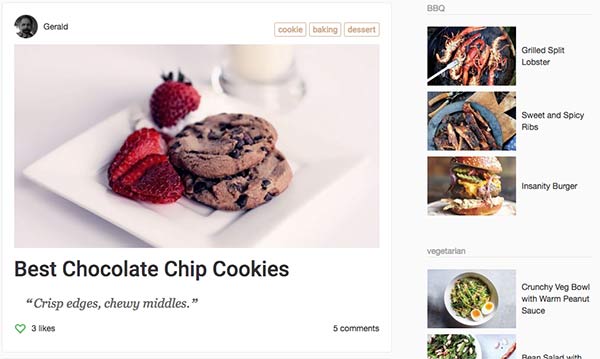 Gerald
cookie
baking
dessert
Best Chocolate Chip Cookies
“Crisp edges, chewy middles.”
3 likes
5 comments
BBQ
Grilled Split
Lobster
Sweet and Spicy
Ribs
Insanity Burger
vegetarian
Crunchy Veg Bowl
with Warm Peanut
Sauce
Bean Salad with